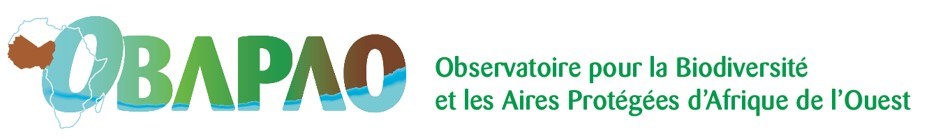 OBAPAO
Observatoire pour la Biodiversité
et les Aires Protégées d'Afrique de l'Ouest